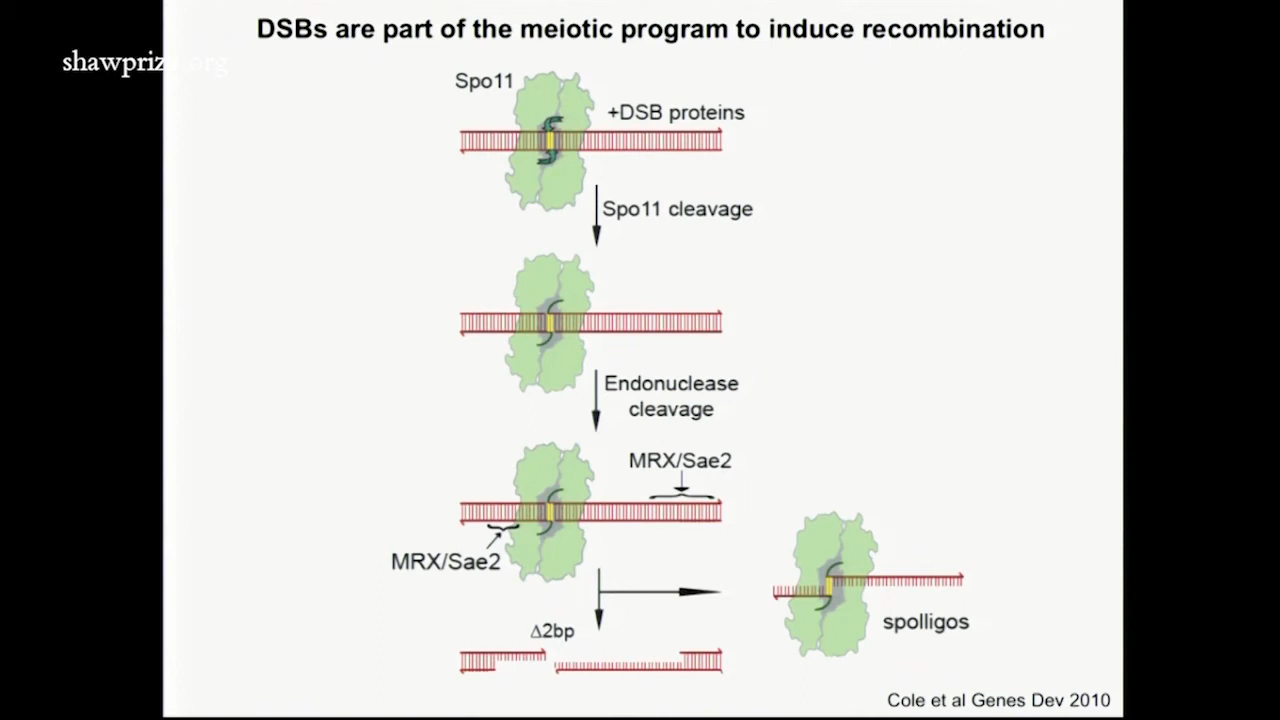 DSBs are part of the meiotic program to induce recombination
shawprize.org
Spo11
+DSB proteins
Spo11 cleavage
Endonuclease
cleavage
MRX/Sae2
MRX/Sae2
Δ2bp
spolligos
Cole et al Genes Dev 2010